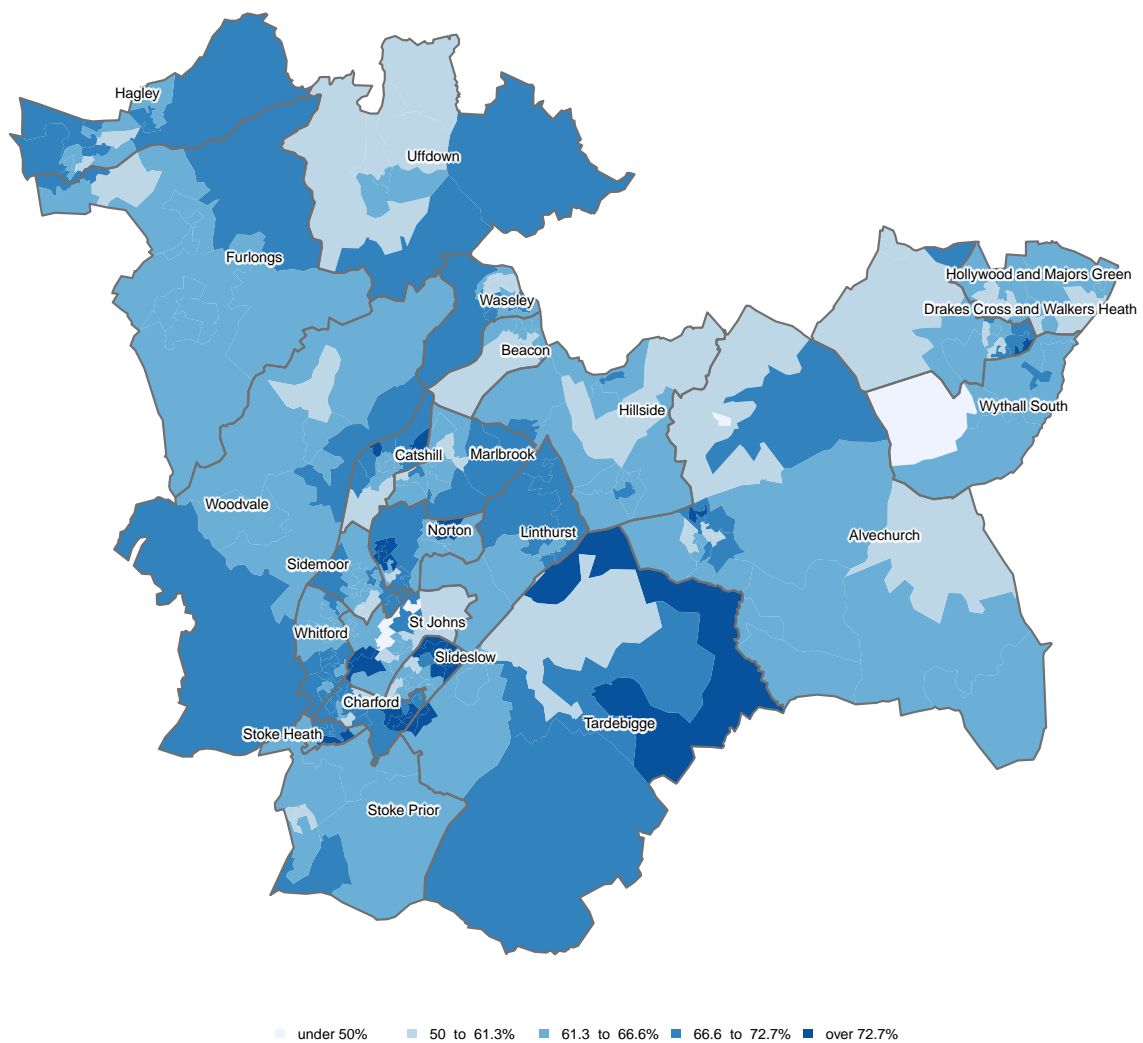 Hagley
Uffdown
Furlongs
Hollywood and Majors Green
Waseley
Drakes Cross and Walkers Heath
Beacon
Hillside
Wythall South
Catshill
Marlbrook
Woodvale
Norton
Linthurst
Alvechurch
Sidemoor
St Johns
Whitford
Slideslow
Charford
Tardebigge
Stoke Heath
Stoke Prior
under 50%   50 to 61.3%   61.3 to 66.6%   66.6 to 72.7%   over 72.7%